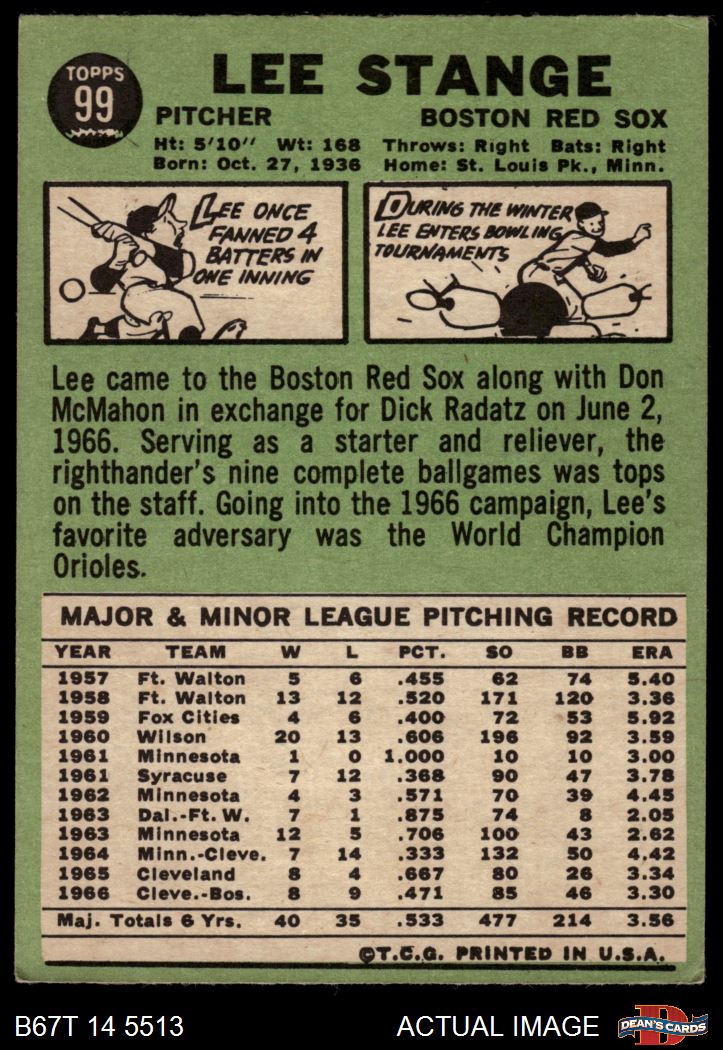 TOPPS
99
LEE STANGE
PITCHER BOSTON RED SOX
Ht: 5'10" Wt: 168 Throws: Right Bats: Right
Born: Oct. 27, 1936 Home: St. Louis Pk., Minn.
LEE ONCE
FANNED 4
BATTERS IN
ONE INNING
DURING THE WINTER
LEE ENTERS BOWLING
TOURNAMENTS
Lee came to the Boston Red Sox along with Don
McMahon in exchange for Dick Radatz on June 2,
1966. Serving as a starter and reliever, the
righthander's nine complete ballgames was tops
on the staff. Going into the 1966 campaign, Lee's
favorite adversary was the World Champion
Orioles.
MAJOR & MINOR LEAGUE PITCHING RECORD
YEAR TEAM W L PCT. SO BB ERA
1957 Ft. Walton 5 6 .455 62 74 5.40
1958 Ft. Walton 13 12 .520 171 120 3.36
1959 Fox Cities 4 6 .400 72 53 5.92
1960 Wilson 20 13 .606 196 92 3.59
1961 Minnesota 1 0 1.000 10 10 3.00
1961 Syracuse 7 12 .368 90 47 3.78
1962 Minnesota 4 3 .571 70 39 4.45
1963 Dal.-Ft. W. 7 1 .875 74 8 2.05
1963 Minnesota 12 5 .706 100 43 2.62
1964 Minn.-Cleve. 7 14 .333 132 50 4.42
1965 Cleveland 8 4 .667 80 26 3.34
1966 Cleve.-Bos. 8 9 .471 85 46 3.30
Maj. Totals 6 Yrs. 40 35 .533 477 214 3.56
©T.C.G. PRINTED IN U.S.A.
B67T 14 5513 ACTUAL IMAGE D DEAN'S CARDS